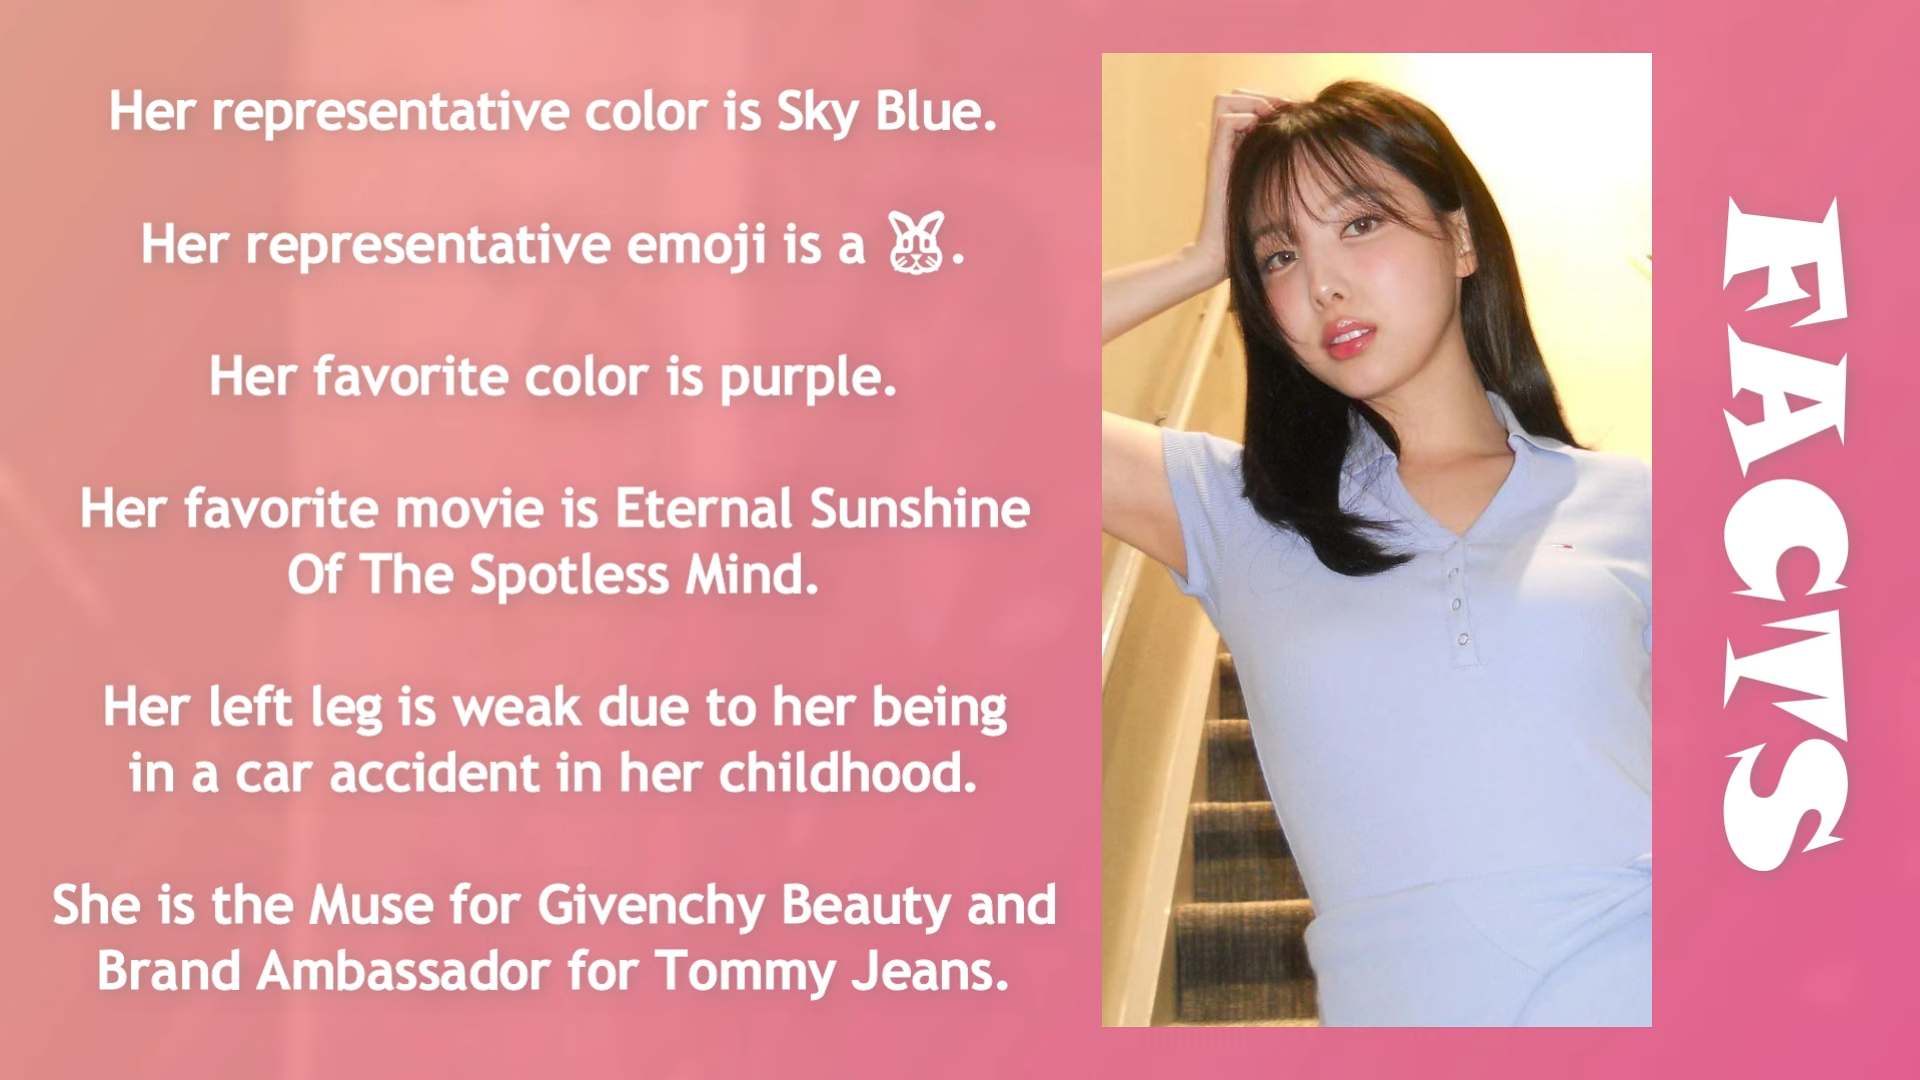 Her representative color is Sky Blue.
Her representative emoji is a 🐰.
Her favorite color is purple.
Her favorite movie is Eternal Sunshine
Of The Spotless Mind.
Her left leg is weak due to her being
in a car accident in her childhood.
She is the Muse for Givenchy Beauty and
Brand Ambassador for Tommy Jeans.
FACTS